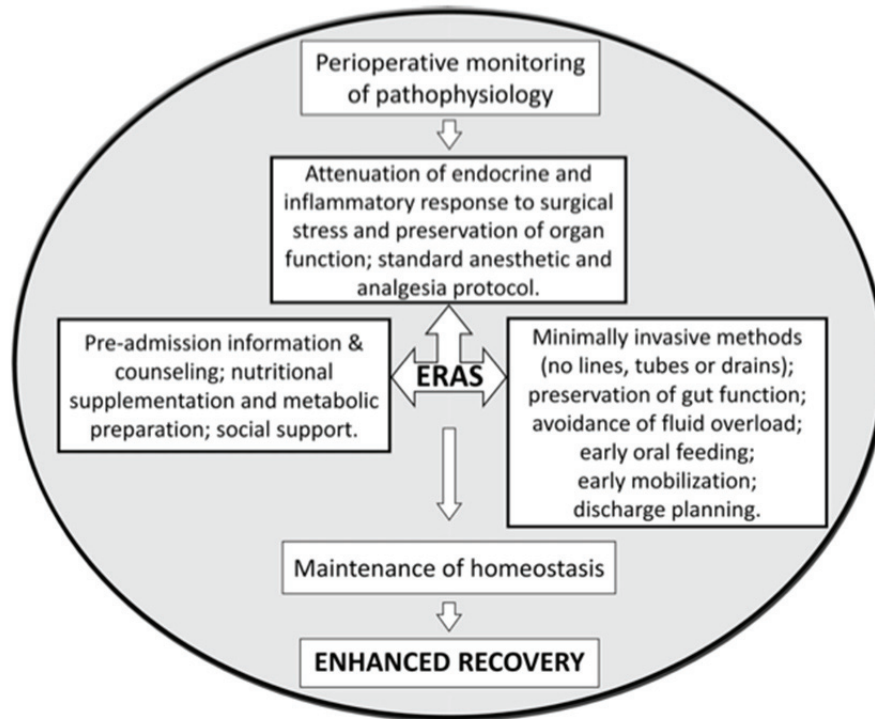 Perioperative monitoring
of pathophysiology
Attenuation of endocrine and
inflammatory response to surgical
stress and preservation of organ
function; standard anesthetic and
analgesia protocol.
Pre-admission information &
counseling; nutritional
supplementation and metabolic
preparation; social support.
ERAS
Minimally invasive methods
(no lines, tubes or drains);
preservation of gut function;
avoidance of fluid overload;
early oral feeding;
early mobilization;
discharge planning.
Maintenance of homeostasis
ENHANCED RECOVERY